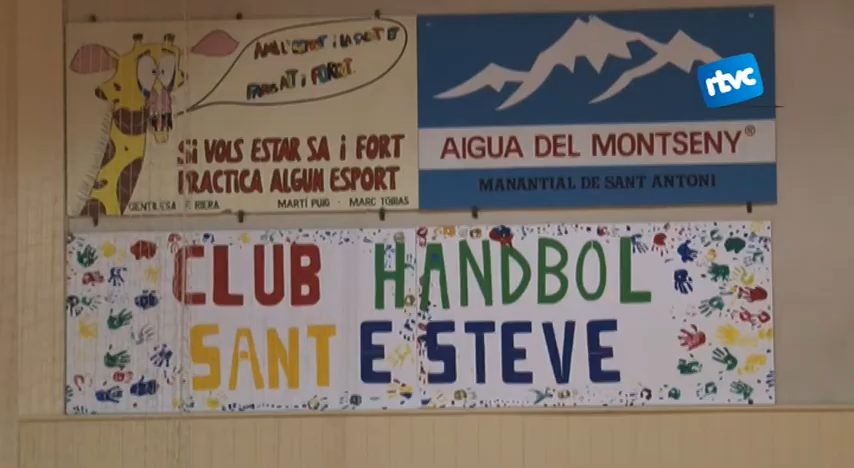 SI VOLS ESTAR SA i FORT
PRACTICA ALGUN ESPORT
MARTÍ PUIG · MARC TOBIAS
rtvc
AIGUA DEL MONTSENY®
MANANTIAL DE SANT ANTONI
CLUB HANDBOL
SANT ESTEVE